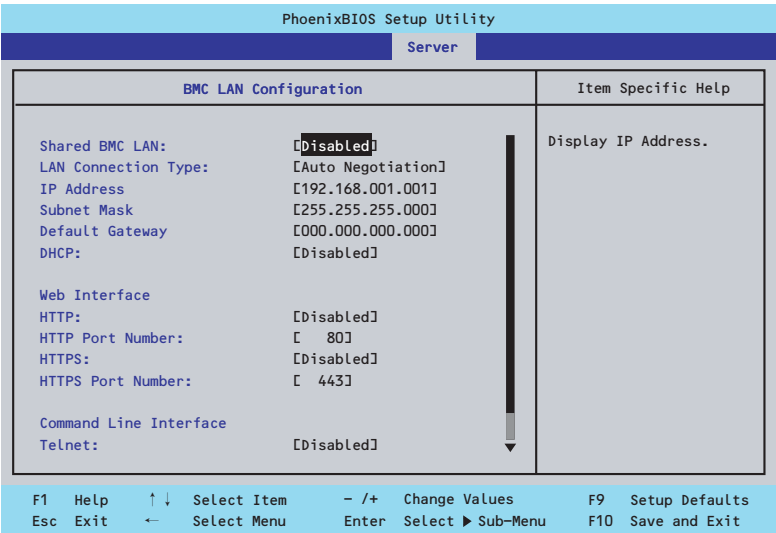 PhoenixBIOS Setup Utility
Server
BMC LAN Configuration
Item Specific Help
Shared BMC LAN: [Disabled]
LAN Connection Type: [Auto Negotiation]
IP Address [192.168.001.001]
Subnet Mask [255.255.255.000]
Default Gateway [000.000.000.000]
DHCP: [Disabled]
Web Interface
HTTP: [Disabled]
HTTP Port Number: [ 80]
HTTPS: [Disabled]
HTTPS Port Number: [ 443]
Command Line Interface
Telnet: [Disabled]
Display IP Address.
F1 Help ↑↓ Select Item - /+ Change Values F9 Setup Defaults
Esc Exit ← Select Menu Enter Select ▶ Sub-Menu F10 Save and Exit